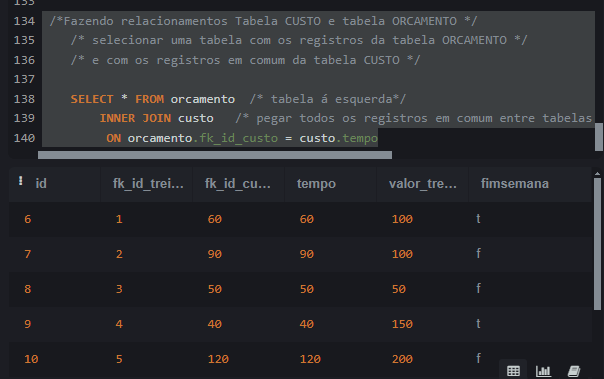 133
134 /*Fazendo relacionamentos Tabela CUSTO e tabela ORCAMENTO */
135 /* selecionar uma tabela com os registros da tabela ORCAMENTO */
136 /* e com os registros em comum da tabela CUSTO */
137
138 SELECT * FROM orcamento /* tabela á esquerda*/
139 INNER JOIN custo /* pegar todos os registros em comum entre tabelas
140 ON orcamento.fk_id_custo = custo.tempo
id fk_id_trei... fk_id_cu... tempo valor_tre... fimsemana
6 1 60 60 100 t
7 2 90 90 100 f
8 3 50 50 50 f
9 4 40 40 150 t
10 5 120 120 200 f